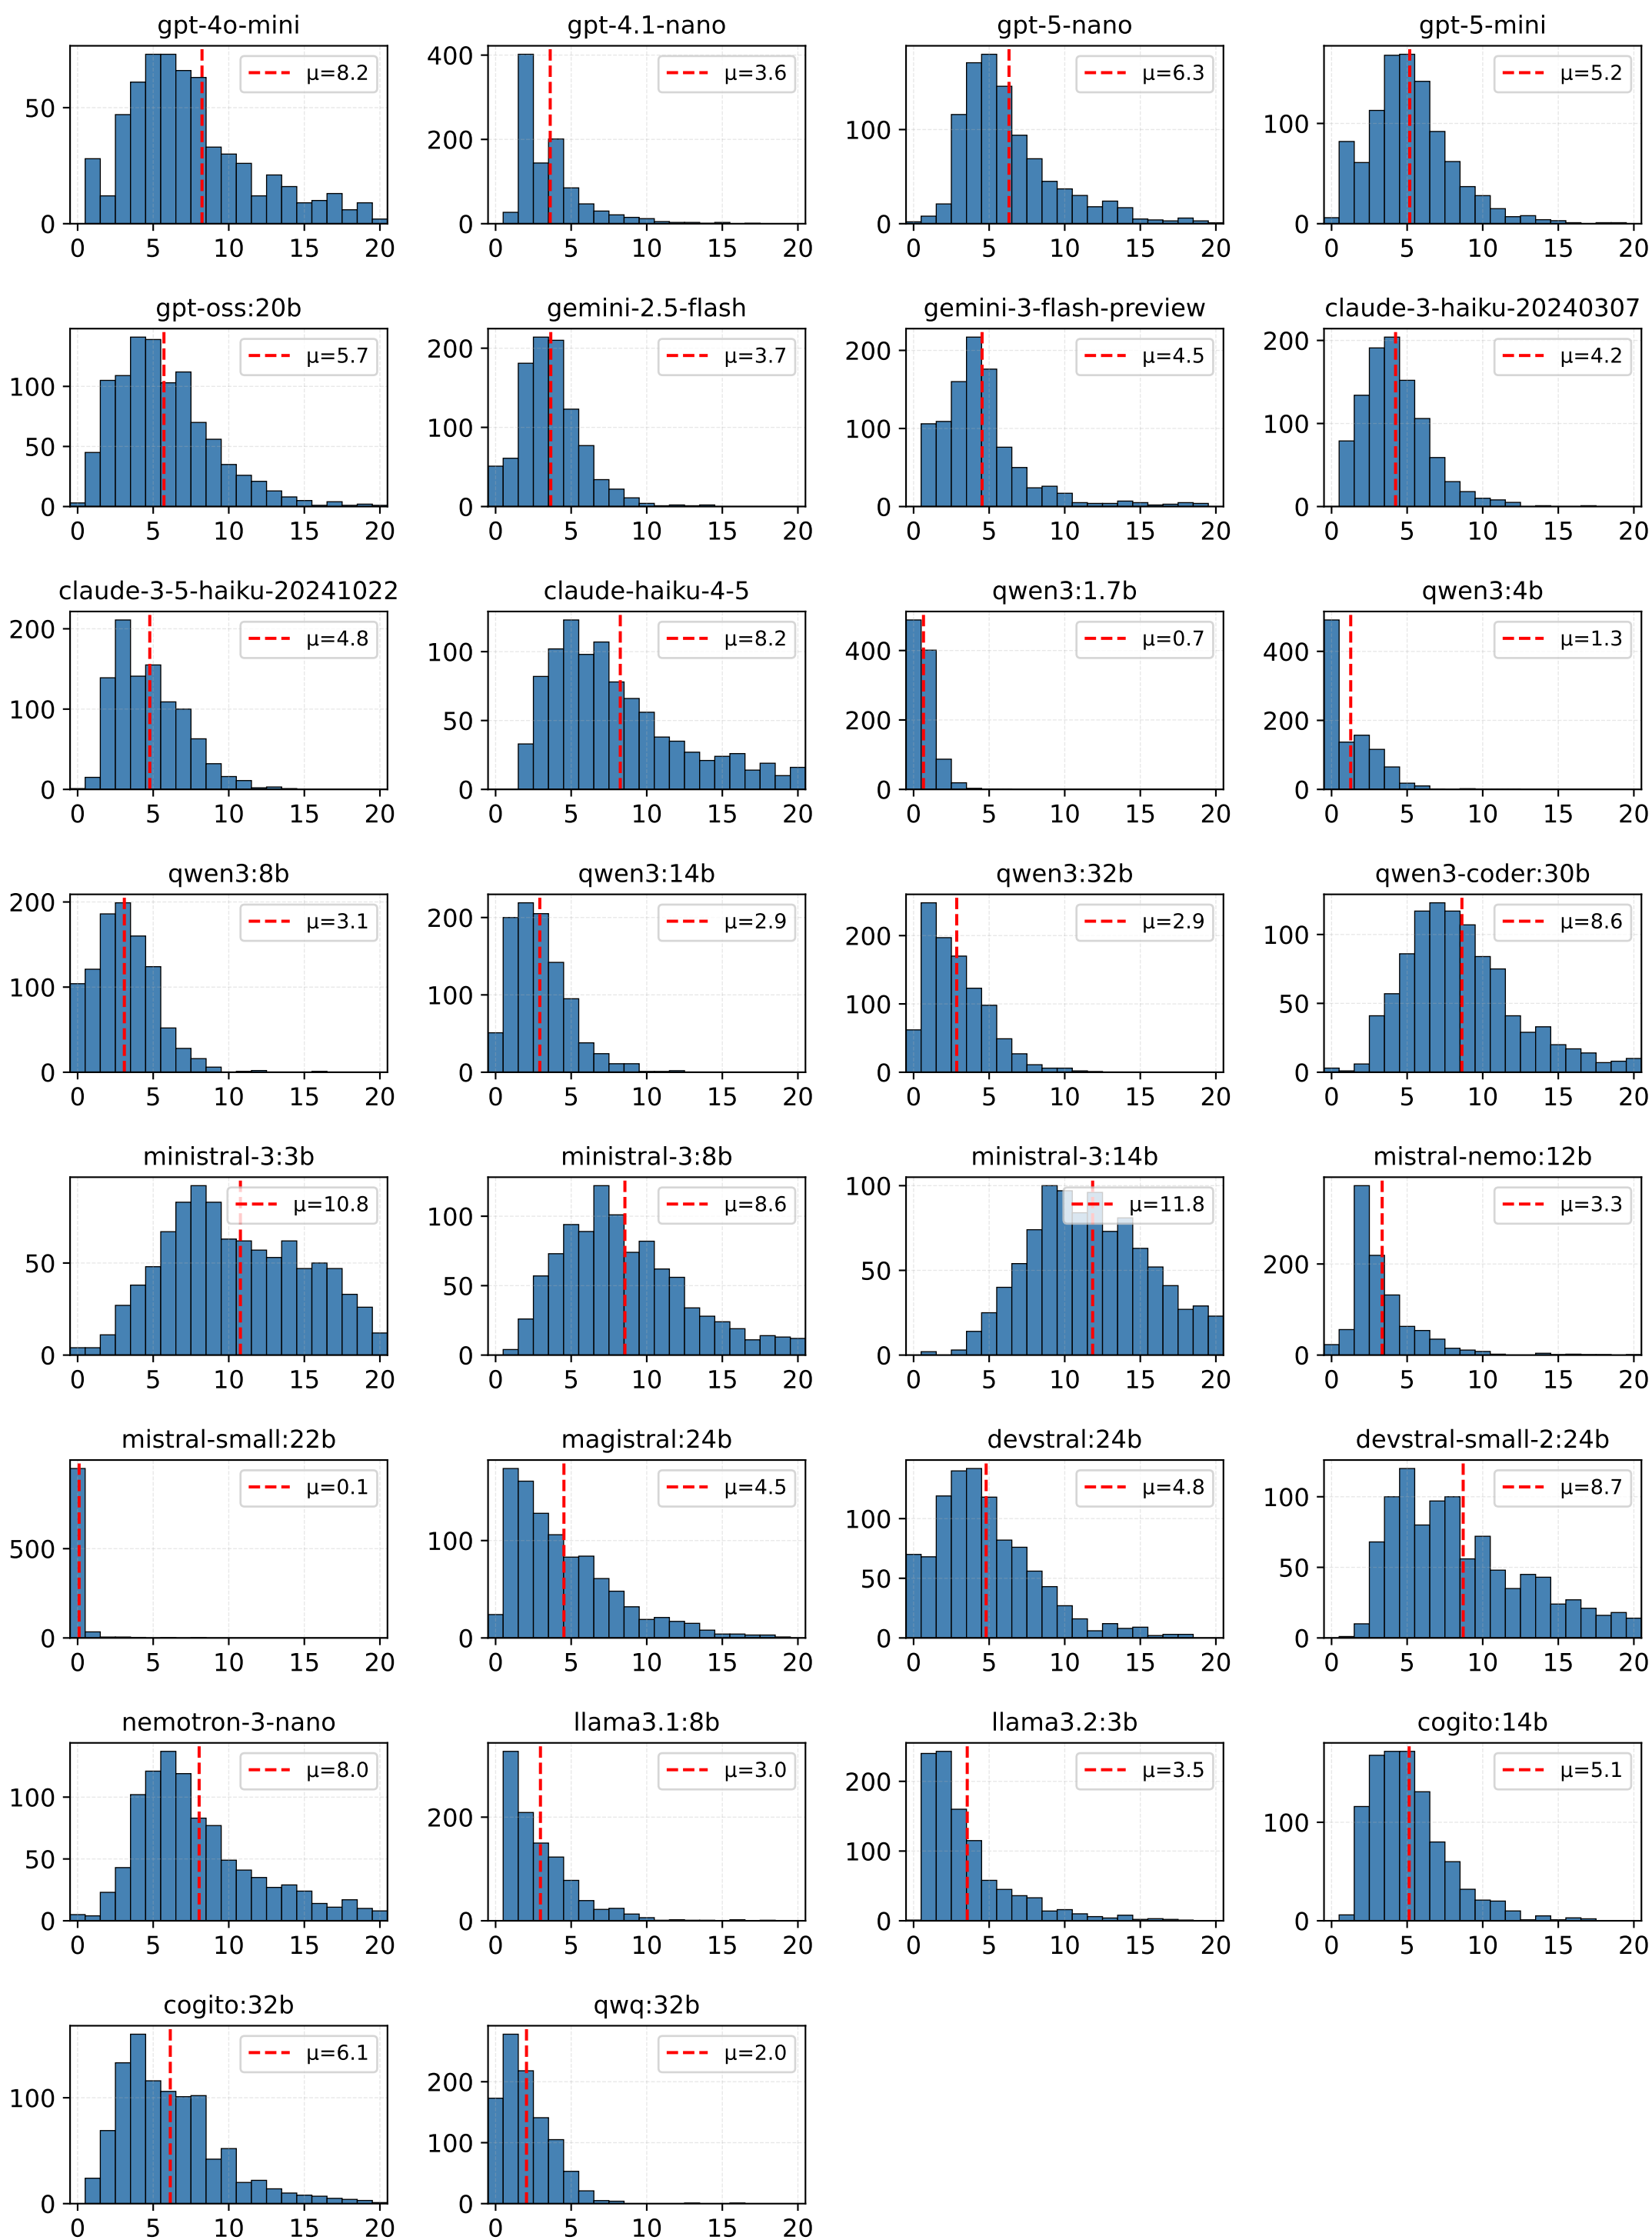 gpt-4o-mini
μ=8.2
0 50
0 5 10 15 20
gpt-4.1-nano
μ=3.6
0 200 400
0 5 10 15 20
gpt-5-nano
μ=6.3
0 100
0 5 10 15 20
gpt-5-mini
μ=5.2
0 100
0 5 10 15 20
gpt-oss:20b
μ=5.7
0 50 100
0 5 10 15 20
gemini-2.5-flash
μ=3.7
0 100 200
0 5 10 15 20
gemini-3-flash-preview
μ=4.5
0 100 200
0 5 10 15 20
claude-3-haiku-20240307
μ=4.2
0 100 200
0 5 10 15 20
claude-3-5-haiku-20241022
μ=4.8
0 100 200
0 5 10 15 20
claude-haiku-4-5
μ=8.2
0 50 100
0 5 10 15 20
qwen3:1.7b
μ=0.7
0 200 400
0 5 10 15 20
qwen3:4b
μ=1.3
0 200 400
0 5 10 15 20
qwen3:8b
μ=3.1
0 100 200
0 5 10 15 20
qwen3:14b
μ=2.9
0 100 200
0 5 10 15 20
qwen3:32b
μ=2.9
0 100 200
0 5 10 15 20
qwen3-coder:30b
μ=8.6
0 50 100
0 5 10 15 20
ministral-3:3b
μ=10.8
0 50
0 5 10 15 20
ministral-3:8b
μ=8.6
0 50 100
0 5 10 15 20
ministral-3:14b
μ=11.8
0 50 100
0 5 10 15 20
mistral-nemo:12b
μ=3.3
0 200
0 5 10 15 20
mistral-small:22b
μ=0.1
0 500
0 5 10 15 20
magistral:24b
μ=4.5
0 100
0 5 10 15 20
devstral:24b
μ=4.8
0 50 100
0 5 10 15 20
devstral-small-2:24b
μ=8.7
0 50 100
0 5 10 15 20
nemotron-3-nano
μ=8.0
0 50 100
0 5 10 15 20
llama3.1:8b
μ=3.0
0 200
0 5 10 15 20
llama3.2:3b
μ=3.5
0 100 200
0 5 10 15 20
cogito:14b
μ=5.1
0 100
0 5 10 15 20
cogito:32b
μ=6.1
0 100
0 5 10 15 20
qwq:32b
μ=2.0
0 100 200
0 5 10 15 20